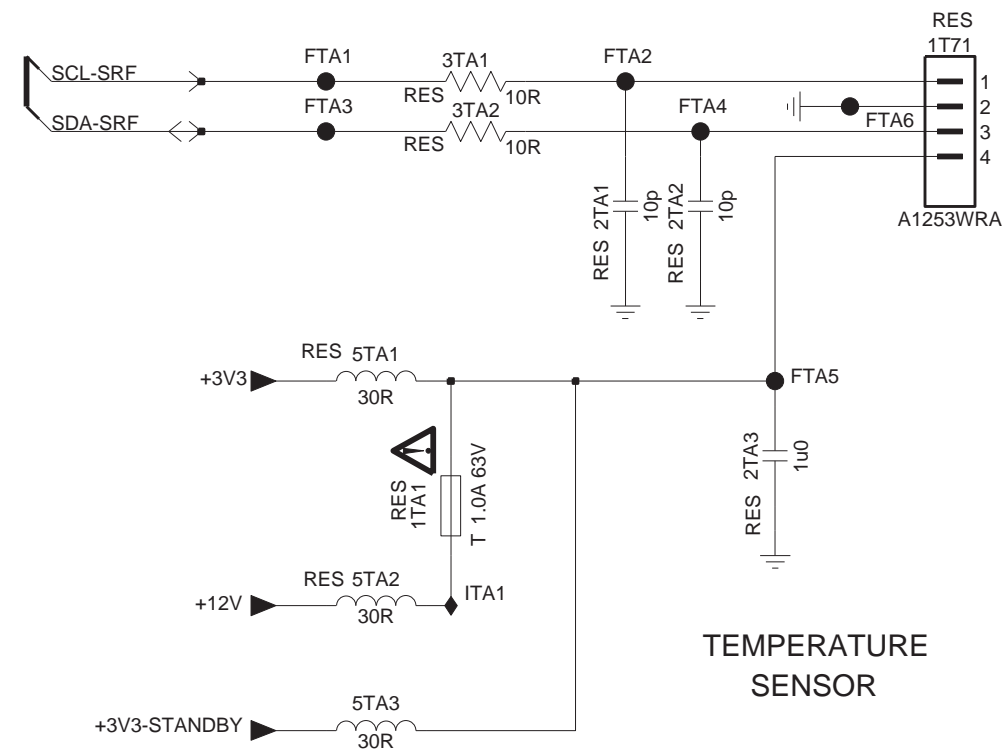 RES
1T71
FTA1
3TA1
FTA2
SCL-SRF
1
RES
10R
FTA3
3TA2
FTA4
2
FTA6
SDA-SRF
3
RES
10R
4
A1253WRA
RES 2TA1
10p
RES 2TA2
10p
RES 5TA1
+3V3
30R
FTA5
RES
1TA1
T 1.0A 63V
RES 2TA3
1u0
RES 5TA2
ITA1
+12V
30R
TEMPERATURE
SENSOR
5TA3
+3V3-STANDBY
30R